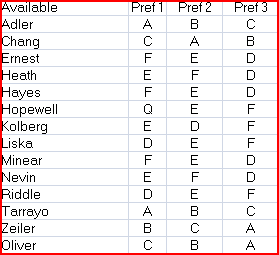 Available Pref 1 Pref 2 Pref 3
Adler A B C
Chang C A B
Ernest F E D
Heath E F D
Hayes F E D
Hopewell Q E F
Kolberg E D F
Liska D E F
Minear F E D
Nevin E F D
Riddle D E F
Tarrayo A B C
Zeiler B C A
Oliver C B A